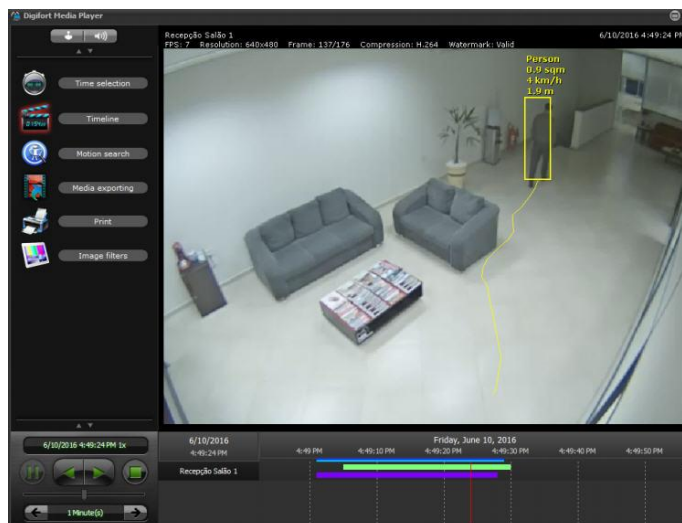 Digifort Media Player
Recepção Salão 1
6/10/2016 4:49:24 PM
FPS: 7 Resolution: 640x480 Frame: 137/176 Compression: H.264 Watermark: Valid
Person
0.9 sqm
4 km/h
1.9 m
Time selection
Timeline
Motion search
Media exporting
Print
Image filters
6/10/2016 4:49:24 PM 1x
1 Minute(s)
6/10/2016
4:49:24 PM
Friday, June 10, 2016
4:49 PM 4:49:10 PM 4:49:20 PM 4:49:30 PM 4:49:40 PM 4:49:50 PM
Recepção Salão 1